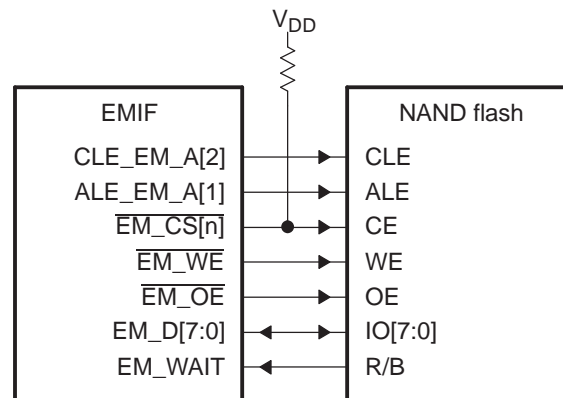 VDD
EMIF
NAND flash
CLE_EM_A[2]
CLE
ALE_EM_A[1]
ALE
EM_CS[n]
CE
EM_WE
WE
EM_OE
OE
EM_D[7:0]
IO[7:0]
EM_WAIT
R/B